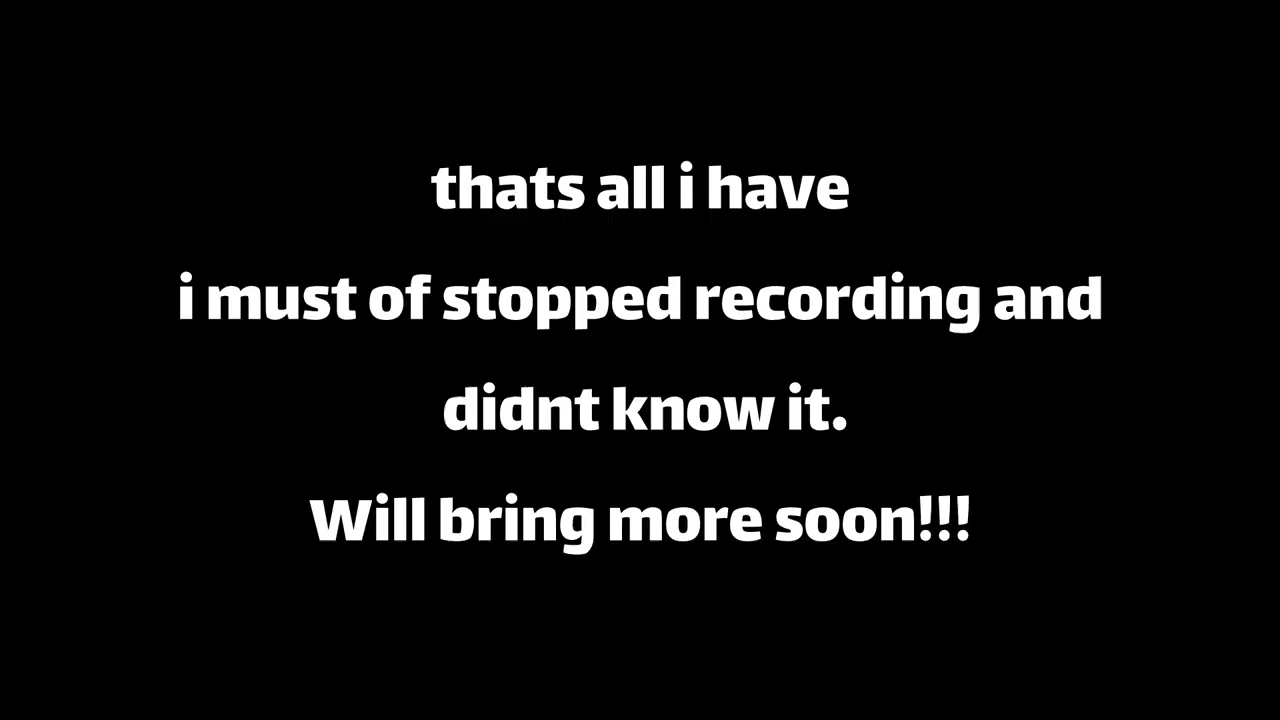 thats all i have
i must of stopped recording and
didnt know it.
Will bring more soon!!!